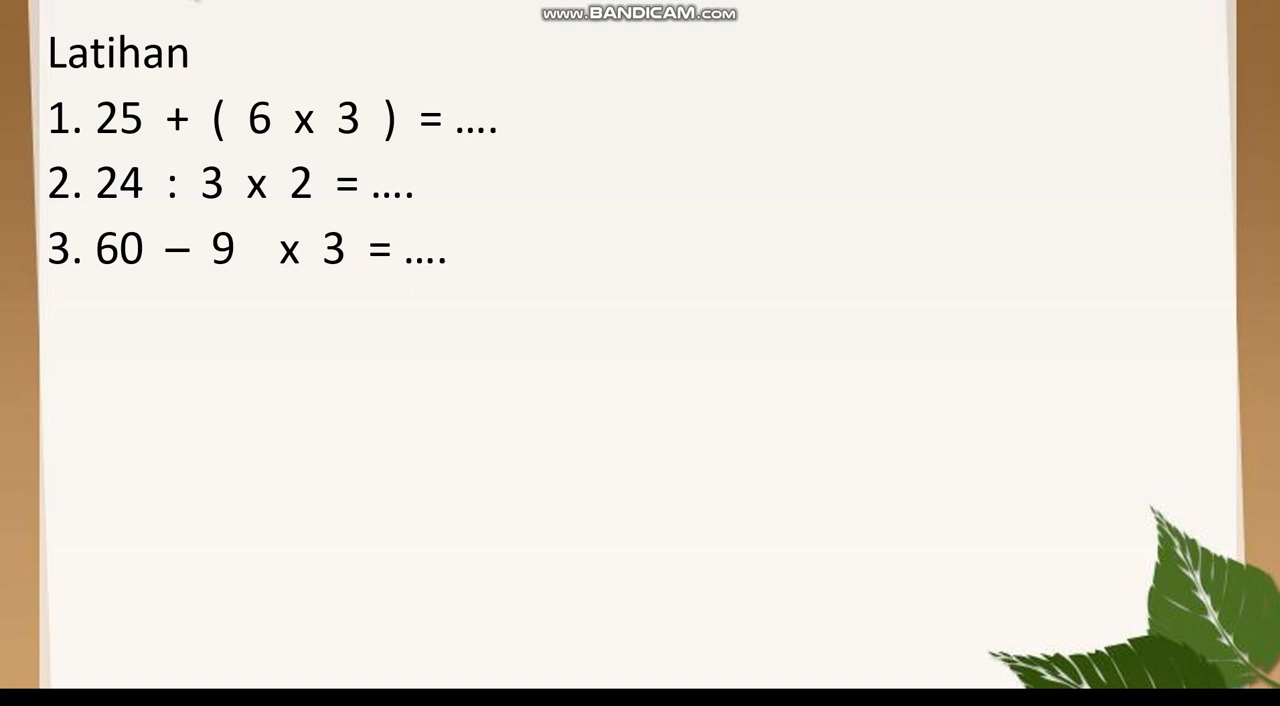 www.BANDICAM.com
Latihan
1. 25 + ( 6 x 3 ) = ....
2. 24 : 3 x 2 = ....
3. 60 – 9 x 3 = ....